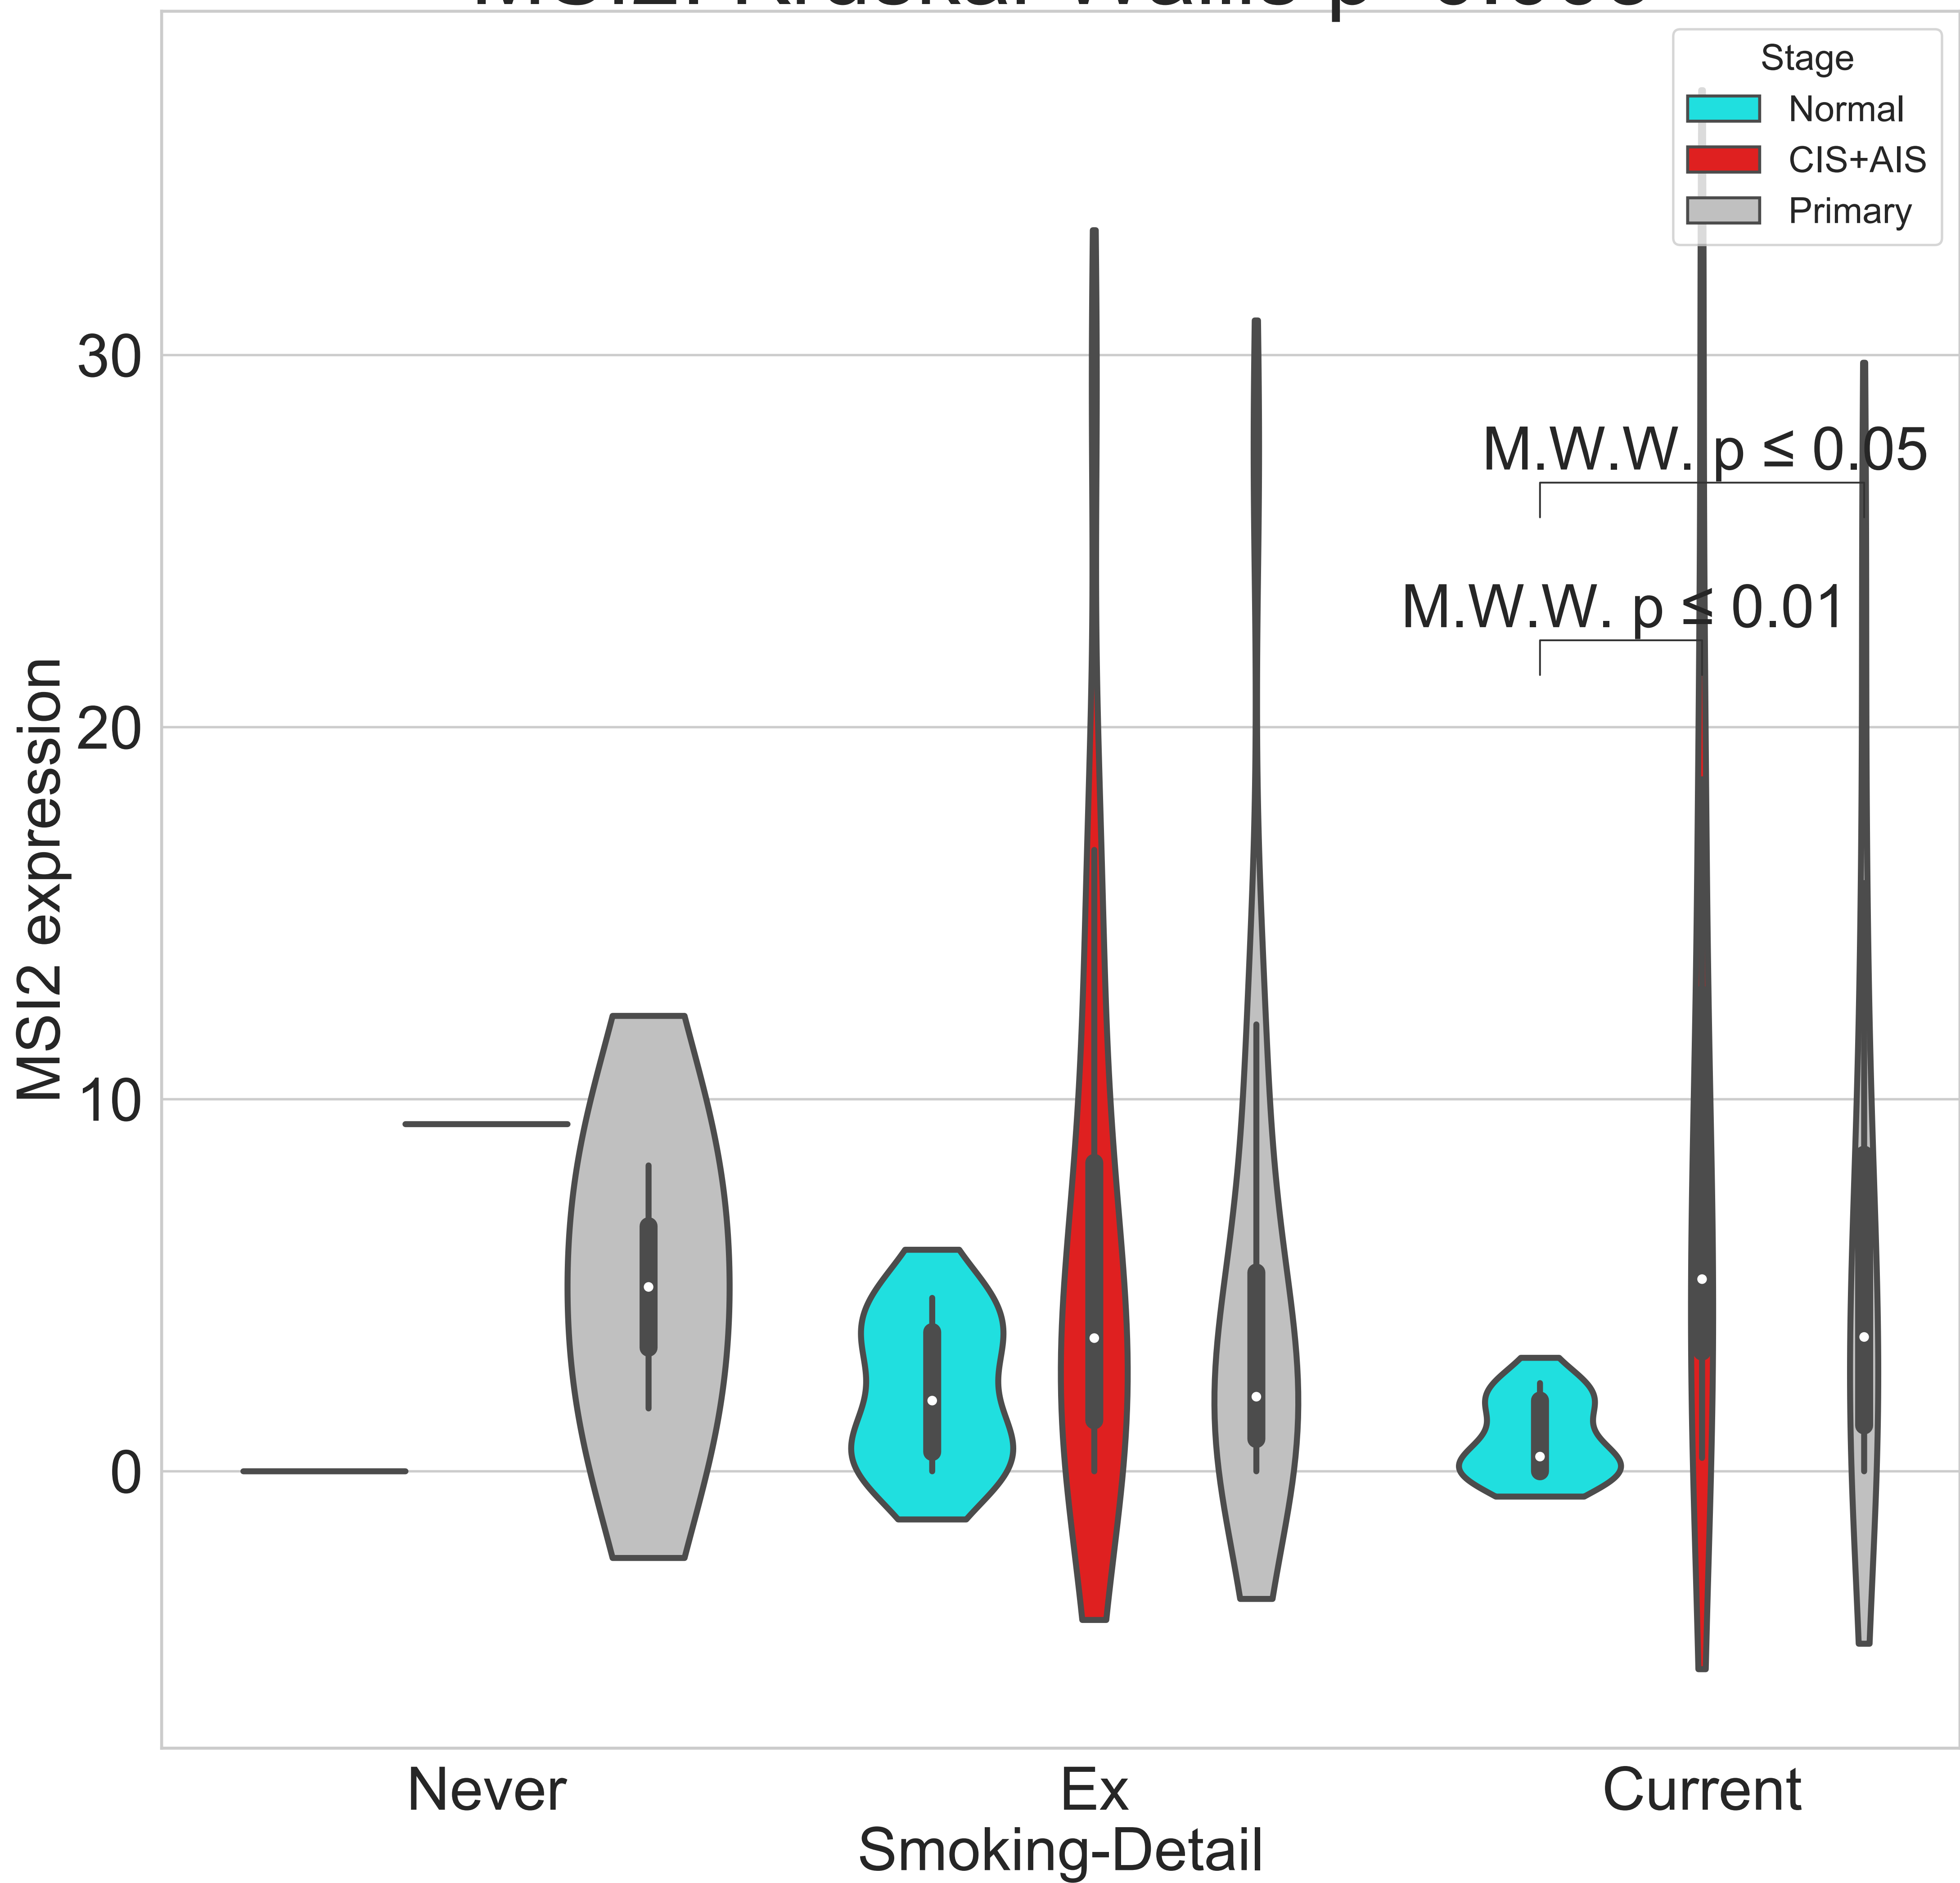 Stage
Normal
CIS+AIS
Primary
30
M.W.W. p ≤ 0.05
M.W.W. p ≤ 0.01
20
MSI2 expression
10
0
Never
Ex
Current
Smoking-Detail